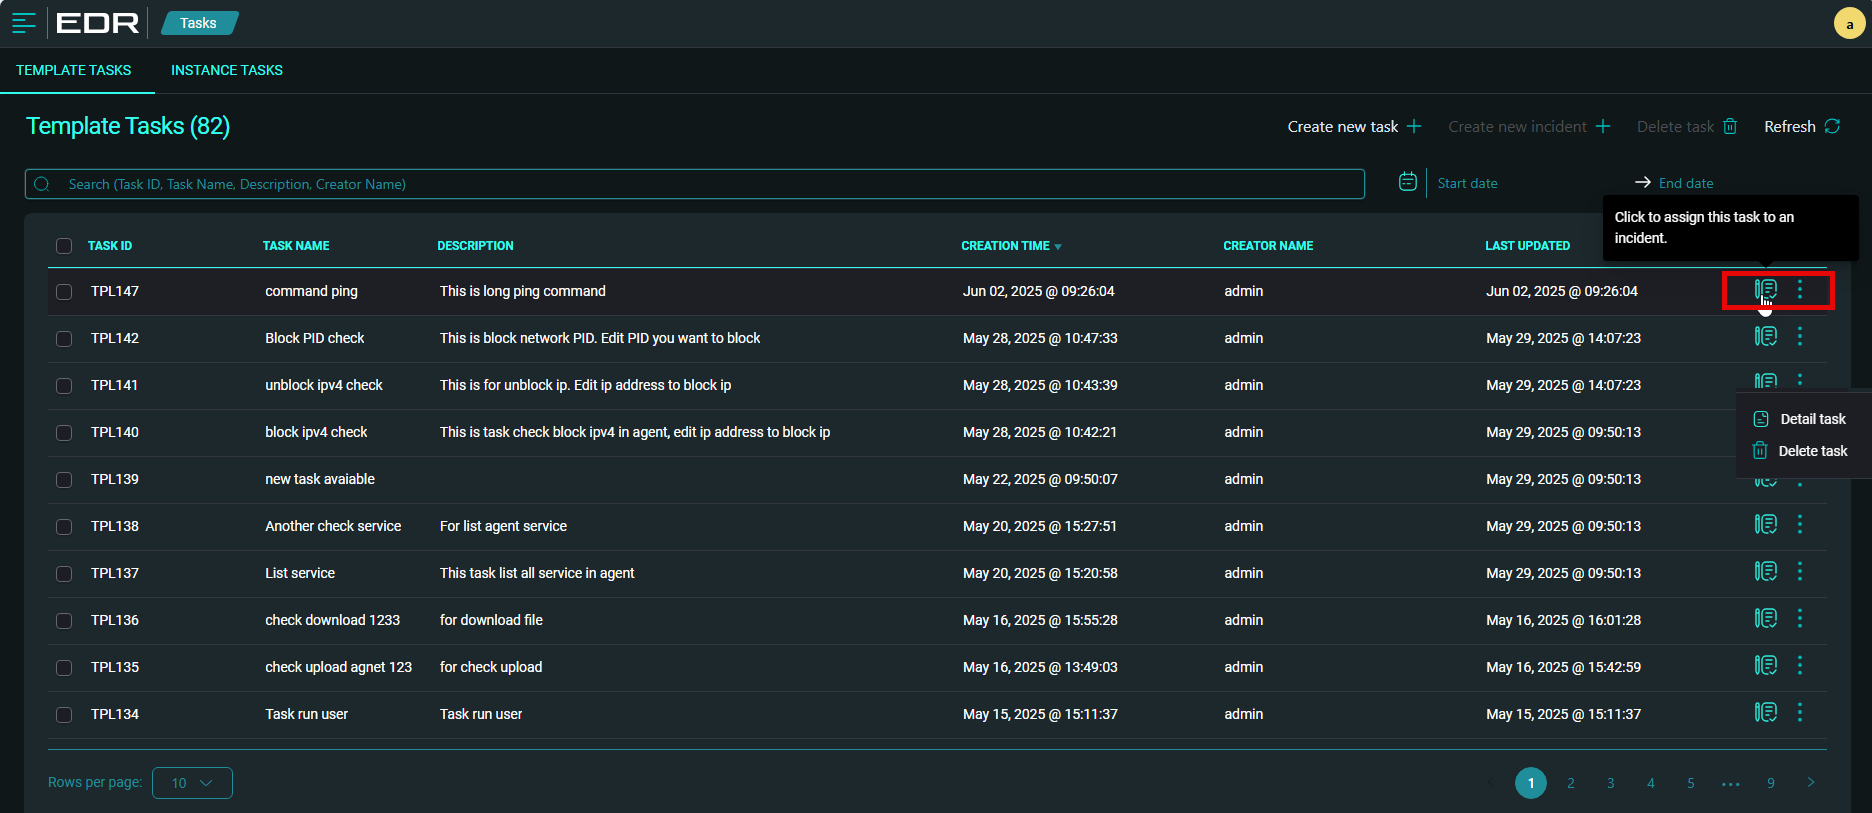 EDR Tasks a
TEMPLATE TASKS INSTANCE TASKS
Template Tasks (82) Create new task Create new incident Delete task Refresh
Search (Task ID, Task Name, Description, Creator Name) Start date End date
Click to assign this task to an
incident.
TASK ID TASK NAME DESCRIPTION CREATION TIME CREATOR NAME LAST UPDATED
TPL147 command ping This is long ping command Jun 02, 2025 @ 09:26:04 admin Jun 02, 2025 @ 09:26:04
TPL142 Block PID check This is block network PID. Edit PID you want to block May 28, 2025 @ 10:47:33 admin May 29, 2025 @ 14:07:23
TPL141 unblock ipv4 check This is for unblock ip. Edit ip address to block ip May 28, 2025 @ 10:43:39 admin May 29, 2025 @ 14:07:23
TPL140 block ipv4 check This is task check block ipv4 in agent, edit ip address to block ip May 28, 2025 @ 10:42:21 admin May 29, 2025 @ 09:50:13
Detail task
Delete task
TPL139 new task avaiable May 22, 2025 @ 09:50:07 admin May 29, 2025 @ 09:50:13
TPL138 Another check service For list agent service May 20, 2025 @ 15:27:51 admin May 29, 2025 @ 09:50:13
TPL137 List service This task list all service in agent May 20, 2025 @ 15:20:58 admin May 29, 2025 @ 09:50:13
TPL136 check download 1233 for download file May 16, 2025 @ 15:55:28 admin May 16, 2025 @ 16:01:28
TPL135 check upload agnet 123 for check upload May 16, 2025 @ 13:49:03 admin May 16, 2025 @ 15:42:59
TPL134 Task run user Task run user May 15, 2025 @ 15:11:37 admin May 15, 2025 @ 15:11:37
Rows per page: 10 1 2 3 4 5 ••• 9